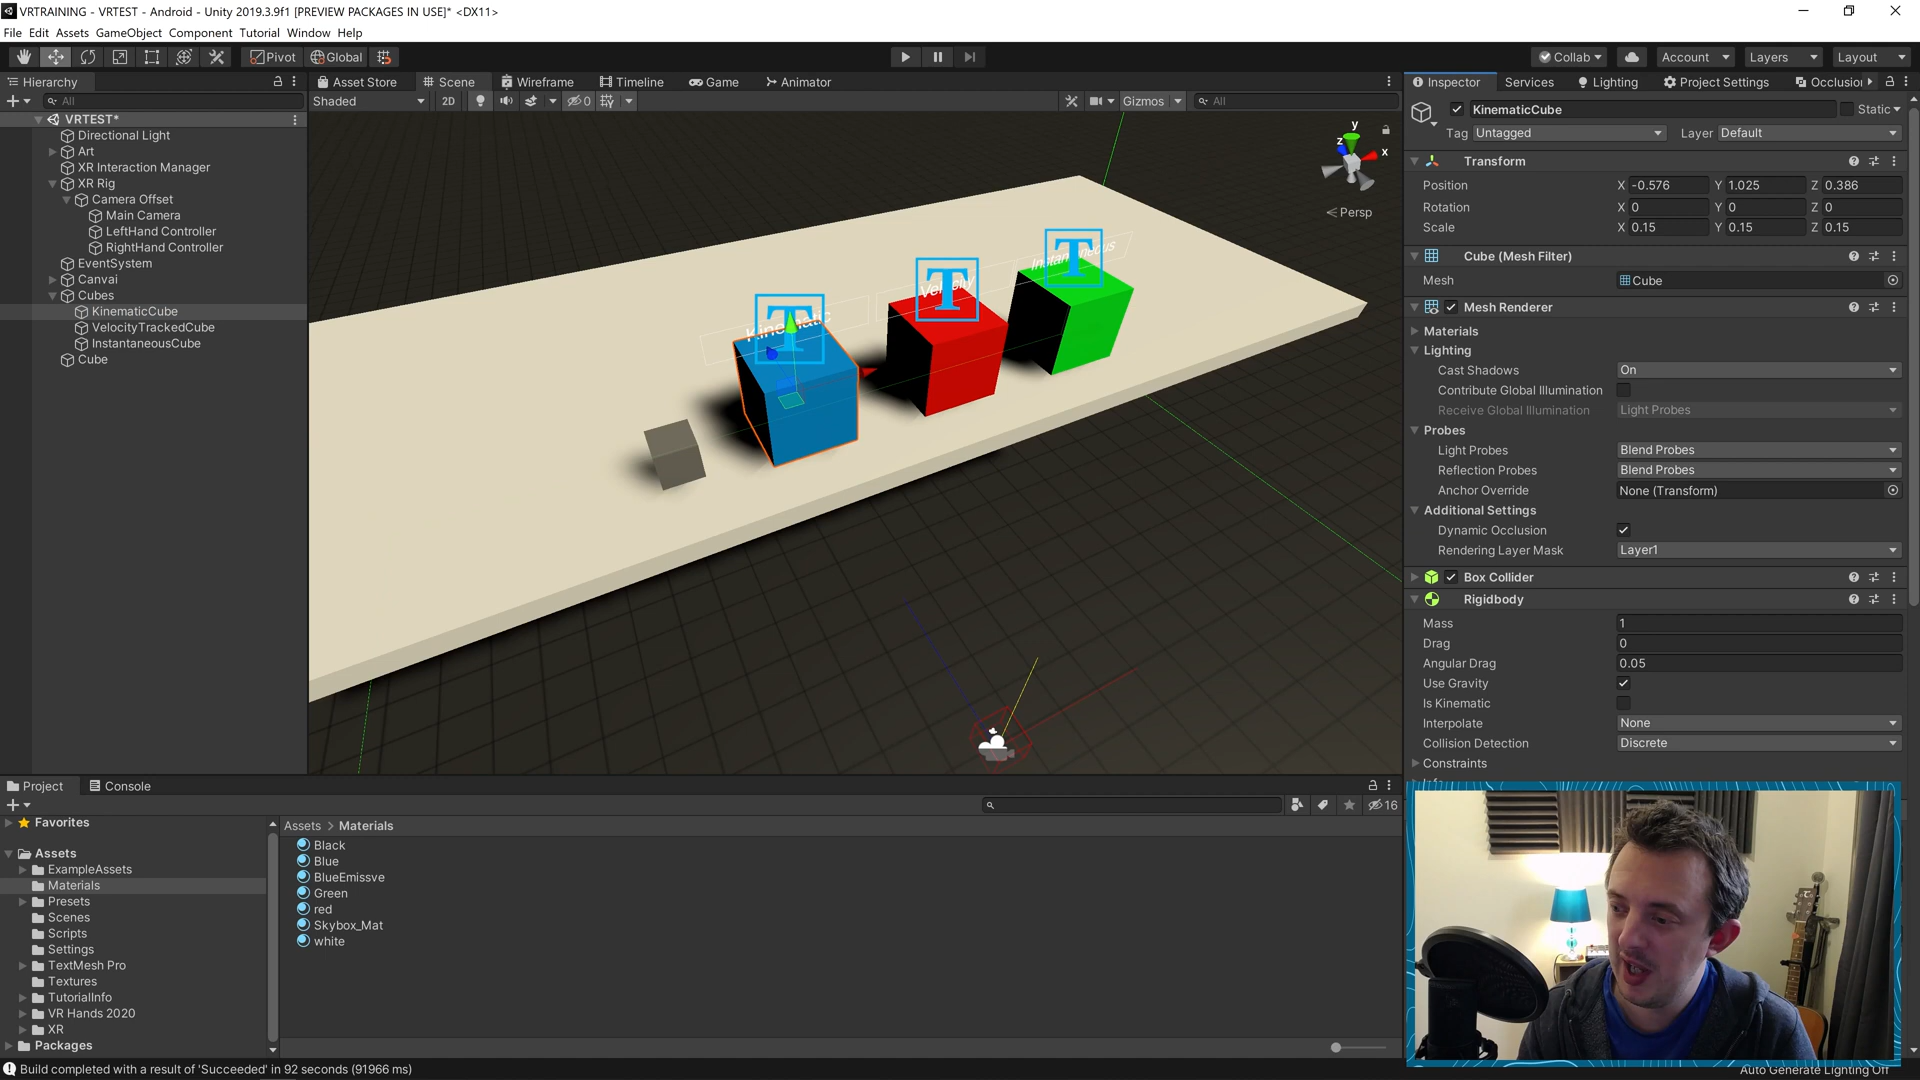 VRTRAINING - VRTEST - Android - Unity 2019.3.9f1 [PREVIEW PACKAGES IN USE]* <DX11>
File Edit Assets GameObject Component Tutorial Window Help
Pivot Global Collab Account Layers Layout
Hierarchy
All
VRTEST*
Directional Light
Art
XR Interaction Manager
XR Rig
Camera Offset
Main Camera
LeftHand Controller
RightHand Controller
EventSystem
Canvai
Cubes
KinematicCube
VelocityTrackedCube
InstantaneousCube
Cube
Asset Store Scene Wireframe Timeline Game Animator
Shaded 2D 0 Gizmos All
y
z x
Persp
T T T
Kinematic
Velocity
Instantaneous
Inspector Services Lighting Project Settings Occlusio
KinematicCube Static
Tag Untagged Layer Default
Transform
Position X -0.576 Y 1.025 Z 0.386
Rotation X 0 Y 0 Z 0
Scale X 0.15 Y 0.15 Z 0.15
Cube (Mesh Filter)
Mesh Cube
Mesh Renderer
Materials
Lighting
Cast Shadows On
Contribute Global Illumination
Receive Global Illumination Light Probes
Probes
Light Probes Blend Probes
Reflection Probes Blend Probes
Anchor Override None (Transform)
Additional Settings
Dynamic Occlusion
Rendering Layer Mask Layer1
Box Collider
Rigidbody
Mass 1
Drag 0
Angular Drag 0.05
Use Gravity
Is Kinematic
Interpolate None
Collision Detection Discrete
Constraints
Project Console
16
Favorites
Assets
ExampleAssets
Materials
Presets
Scenes
Scripts
Settings
TextMesh Pro
Textures
TutorialInfo
VR Hands 2020
XR
Packages
Assets > Materials
Black
Blue
BlueEmissve
Green
red
Skybox_Mat
white
Build completed with a result of 'Succeeded' in 92 seconds (91966 ms)
Auto Generate Lighting Off